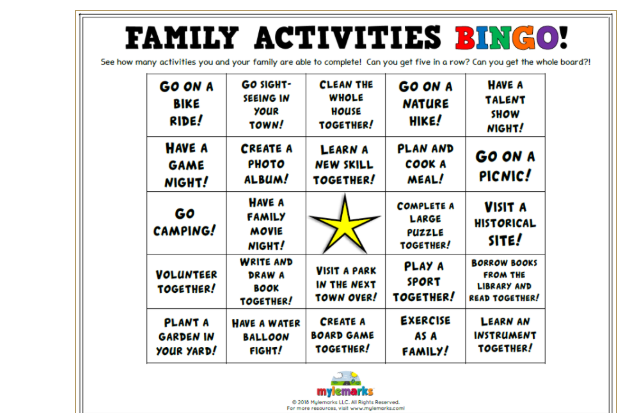 FAMILY ACTIVITIES BINGO!
See how many activities you and your family are able to complete! Can you get five in a row? Can you get the whole board?!
GO ON A
BIKE
RIDE!
GO SIGHT-
SEEING IN
YOUR
TOWN!
CLEAN THE
WHOLE
HOUSE
TOGETHER!
GO ON A
NATURE
HIKE!
HAVE A
TALENT
SHOW
NIGHT!
HAVE A
GAME
NIGHT!
CREATE A
PHOTO
ALBUM!
LEARN A
NEW SKILL
TOGETHER!
PLAN AND
COOK A
MEAL!
GO ON A
PICNIC!
GO
CAMPING!
HAVE A
FAMILY
MOVIE
NIGHT!
COMPLETE A
LARGE
PUZZLE
TOGETHER!
VISIT A
HISTORICAL
SITE!
VOLUNTEER
TOGETHER!
WRITE AND
DRAW A
BOOK
TOGETHER!
VISIT A PARK
IN THE NEXT
TOWN OVER!
PLAY A
SPORT
TOGETHER!
BORROW BOOKS
FROM THE
LIBRARY AND
READ TOGETHER!
PLANT A
GARDEN IN
YOUR YARD!
HAVE A WATER
BALLOON
FIGHT!
CREATE A
BOARD GAME
TOGETHER!
EXERCISE
AS A
FAMILY!
LEARN AN
INSTRUMENT
TOGETHER!
mylemarks
© 2018 Mylemarks LLC. All Rights Reserved.
For more resources, visit www.mylemarks.com